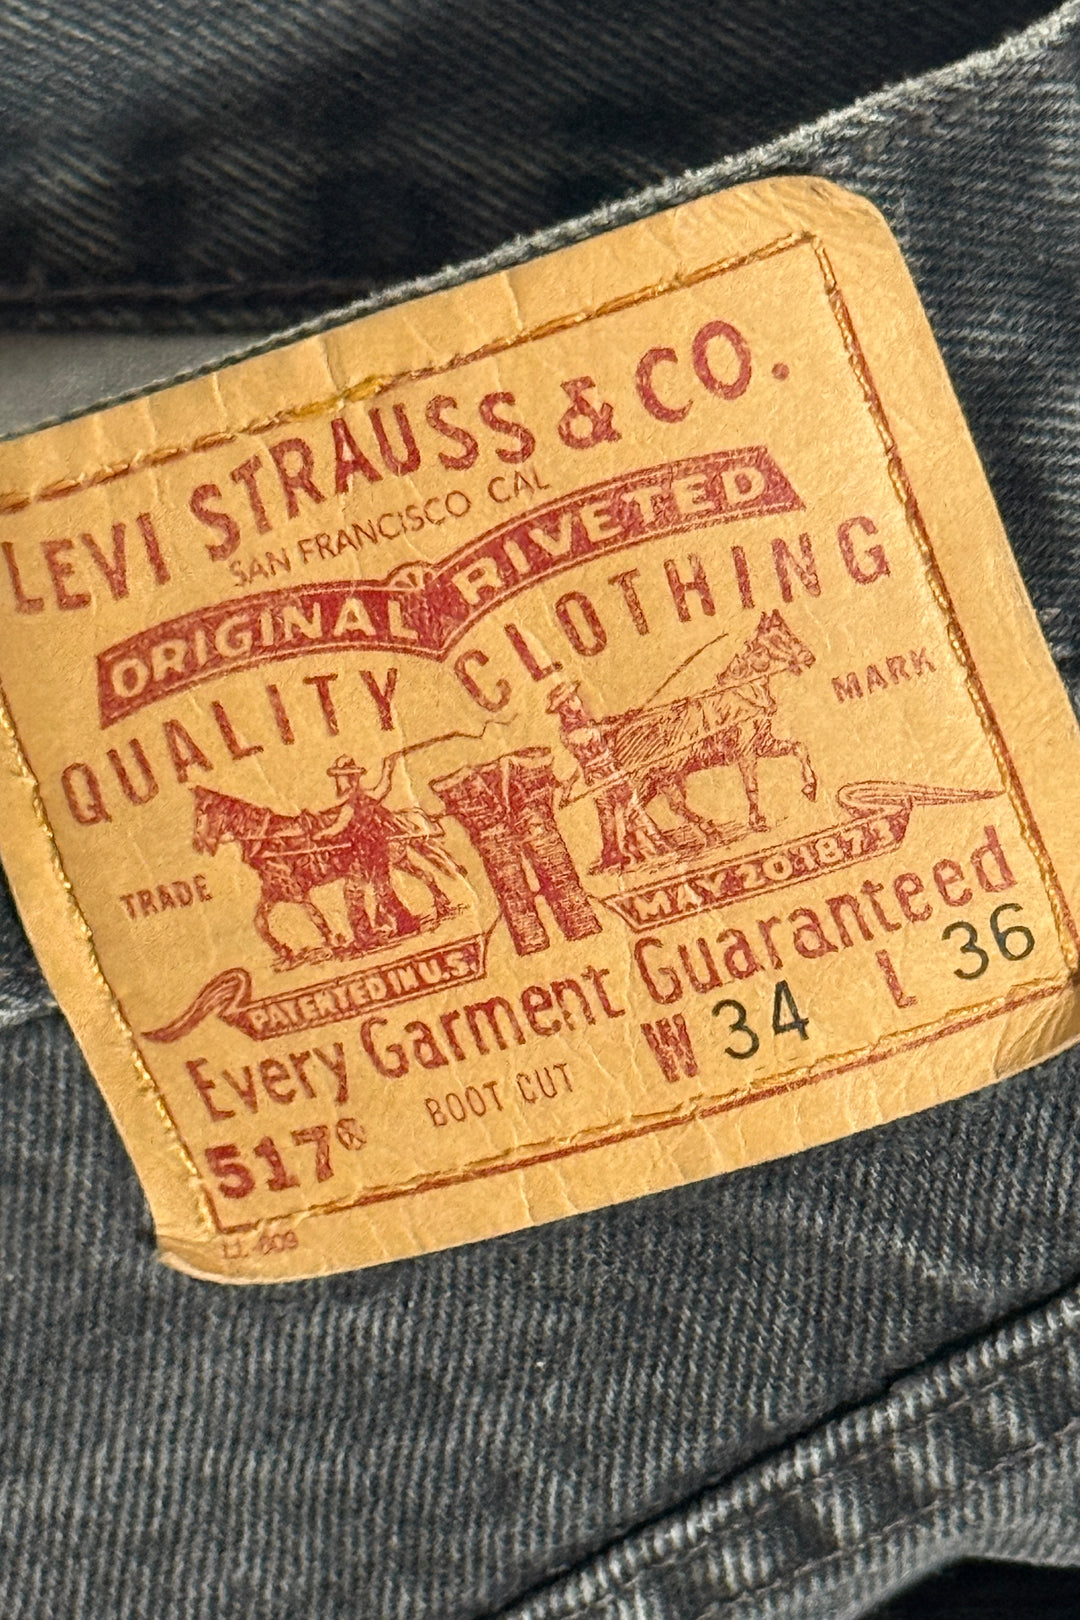 LEVI STRAUSS & CO.
SAN FRANCISCO CAL
ORIGINAL RIVETED
QUALITY CLOTHING
TRADE MARK
PATENTED IN U.S. MAY 20 1873
Every Garment Guaranteed
517® BOOT CUT W 34 L 36